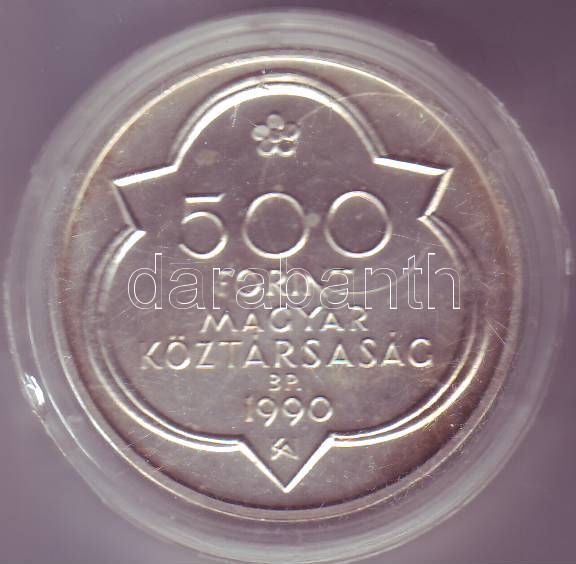 500
FORINT
MAGYAR
KÖZTÁRSASÁG
BP.
1990
darabanth